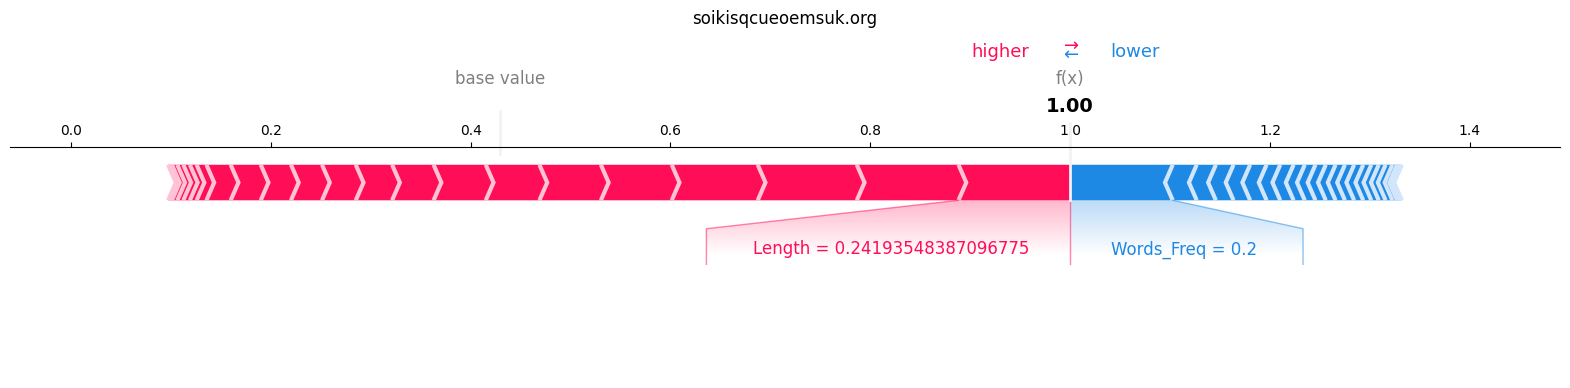 soikisqcueoemsuk.org
higher → ← lower
base value f(x)
1.00
0.0 0.2 0.4 0.6 0.8 1.0 1.2 1.4
Length = 0.24193548387096775 Words_Freq = 0.2